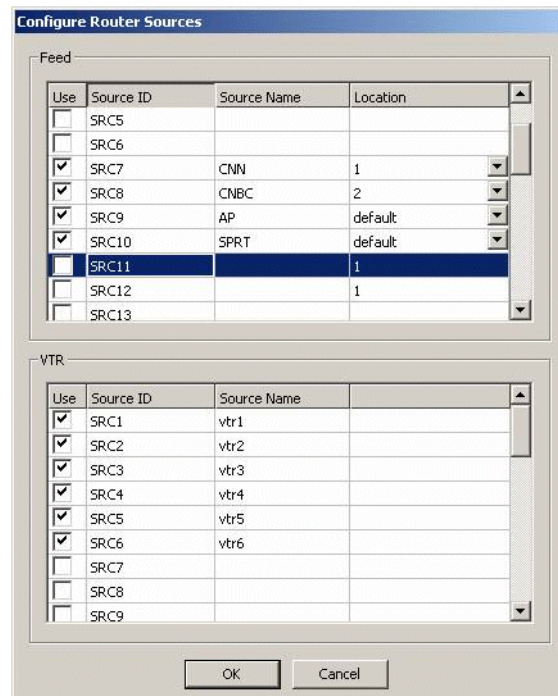 Configure Router Sources
Feed
Use Source ID Source Name Location
SRC5
SRC6
SRC7 CNN 1
SRC8 CNBC 2
SRC9 AP default
SRC10 SPRT default
SRC11 1
SRC12 1
SRC13
VTR
Use Source ID Source Name
SRC1 vtr1
SRC2 vtr2
SRC3 vtr3
SRC4 vtr4
SRC5 vtr5
SRC6 vtr6
SRC7
SRC8
SRC9
OK Cancel